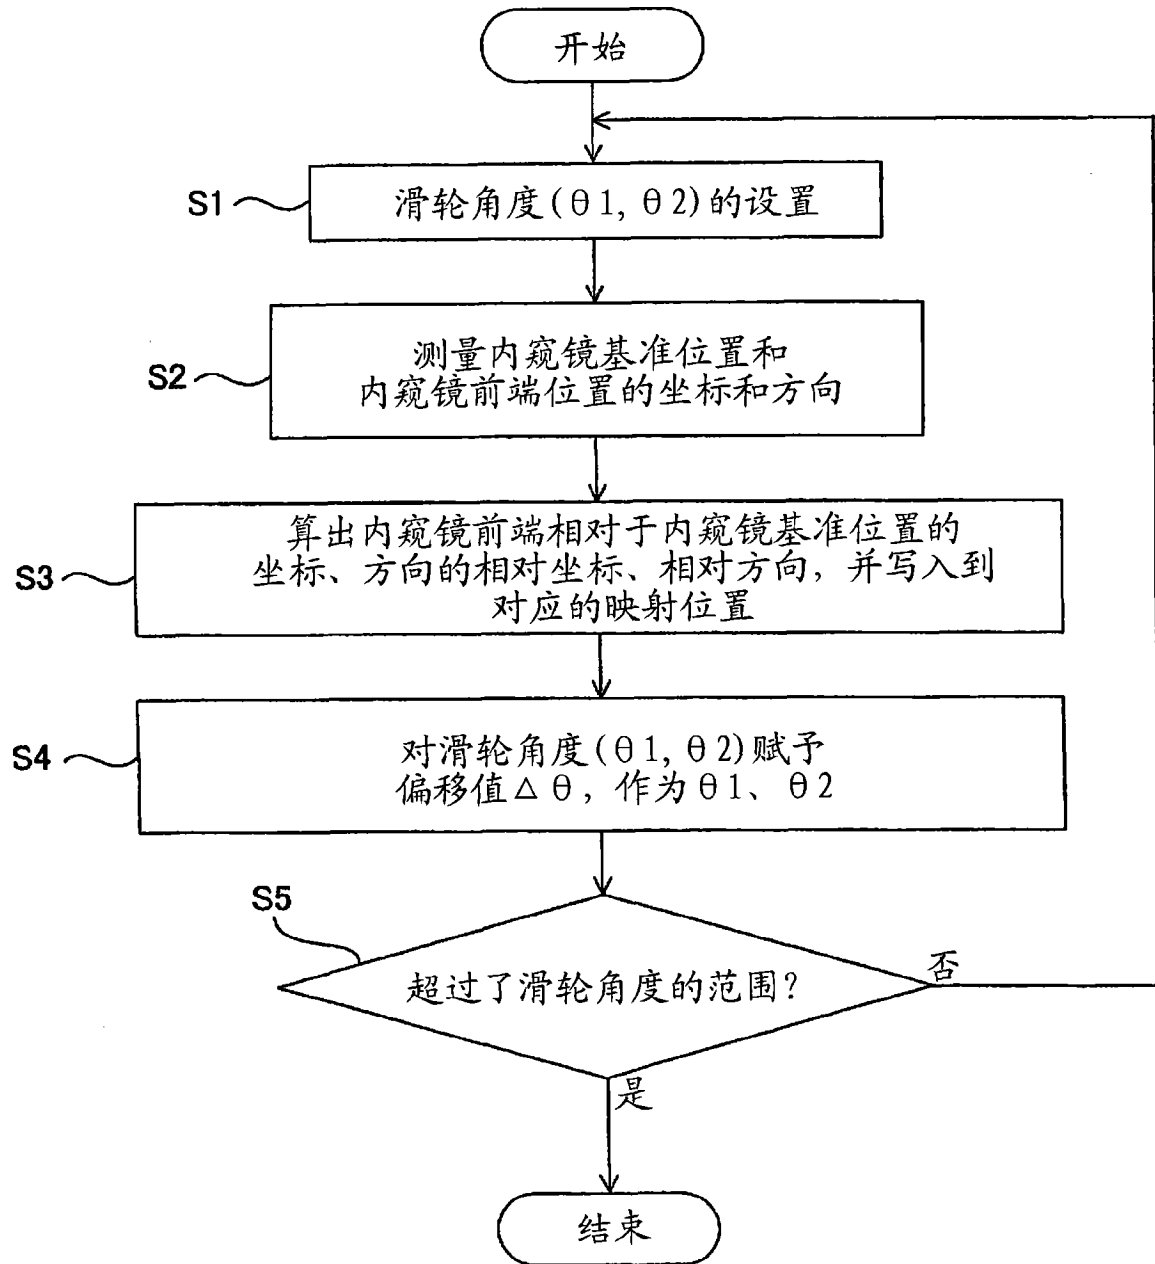 开始
S1
滑轮角度(θ1, θ2)的设置
S2
测量内窥镜基准位置和
内窥镜前端位置的坐标和方向
S3
算出内窥镜前端相对于内窥镜基准位置的
坐标、方向的相对坐标、相对方向，并写入到
对应的映射位置
S4
对滑轮角度(θ1, θ2)赋予
偏移值△θ，作为θ1、θ2
S5
超过了滑轮角度的范围？
否
是
结束